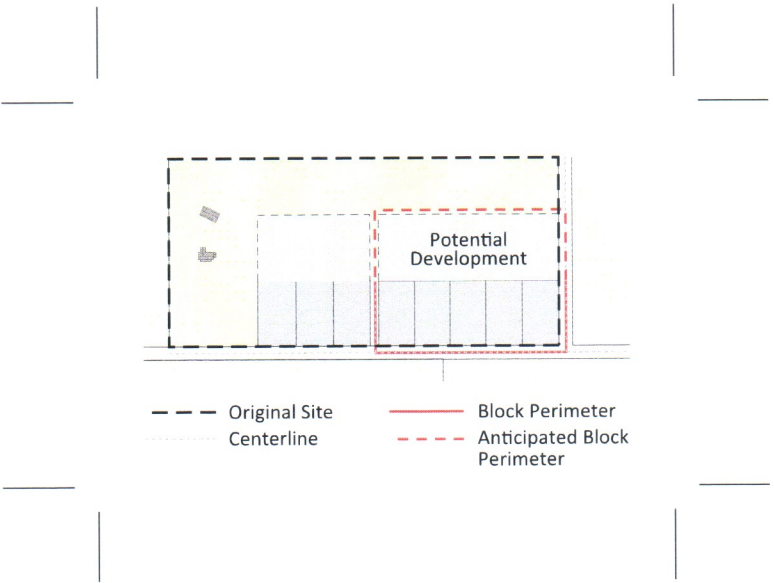 Potential
Development
Original Site
Block Perimeter
Centerline
Anticipated Block
Perimeter